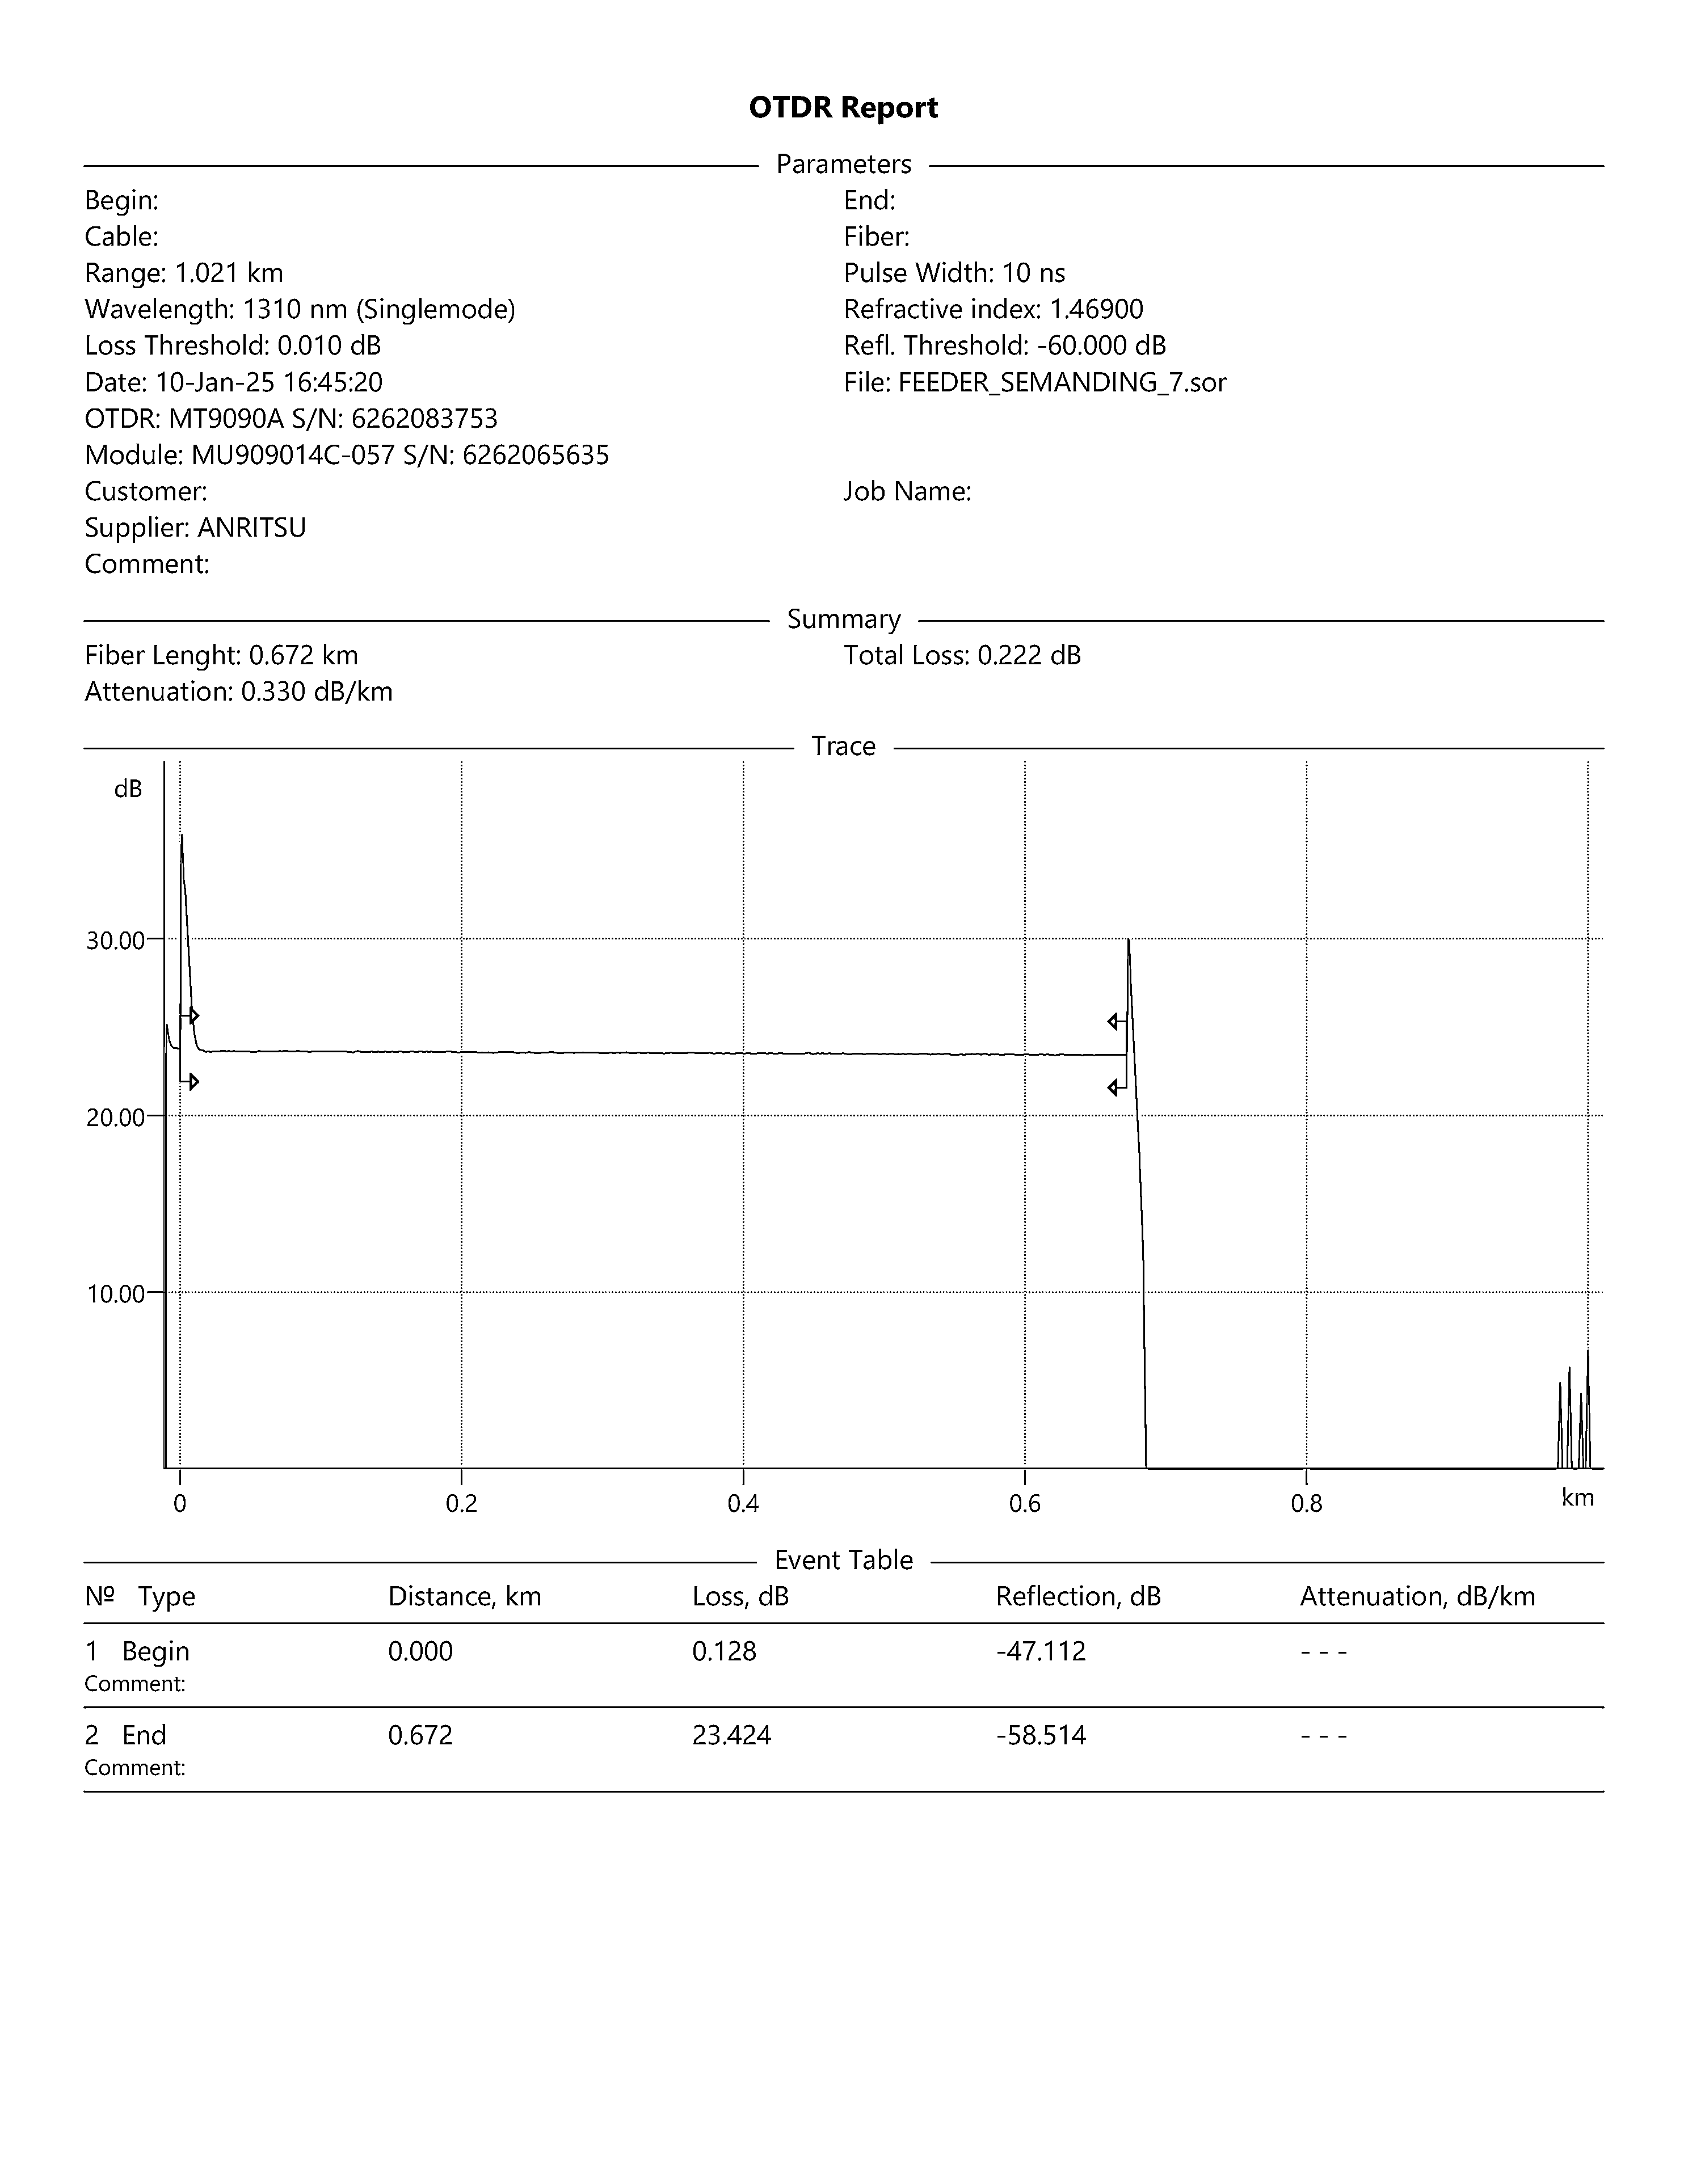 OTDR Report
Parameters
Begin: End:
Cable: Fiber:
Range: 1.021 km Pulse Width: 10 ns
Wavelength: 1310 nm (Singlemode) Refractive index: 1.46900
Loss Threshold: 0.010 dB Refl. Threshold: -60.000 dB
Date: 10-Jan-25 16:45:20 File: FEEDER_SEMANDING_7.sor
OTDR: MT9090A S/N: 6262083753
Module: MU909014C-057 S/N: 6262065635
Customer: Job Name:
Supplier: ANRITSU
Comment:
Summary
Fiber Lenght: 0.672 km Total Loss: 0.222 dB
Attenuation: 0.330 dB/km
Trace
dB
30.00
20.00
10.00
0 0.2 0.4 0.6 0.8 km
Event Table
№ Type Distance, km Loss, dB Reflection, dB Attenuation, dB/km
1 Begin 0.000 0.128 -47.112 - - -
Comment:
2 End 0.672 23.424 -58.514 - - -
Comment: